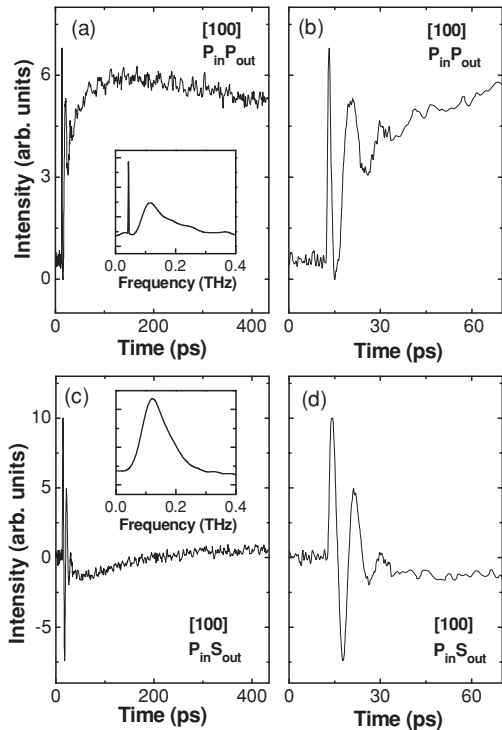 (a)
[100]
PinPout
Intensity (arb. units)
6
3
0
0.0 0.2 0.4
Frequency (THz)
0 200 400
Time (ps)
(b)
[100]
PinPout
0 30 60
Time (ps)
(c)
Intensity (arb. units)
10
5
0
-5
0.0 0.2 0.4
Frequency (THz)
[100]
PinSout
0 200 400
Time (ps)
(d)
[100]
PinSout
0 30 60
Time (ps)